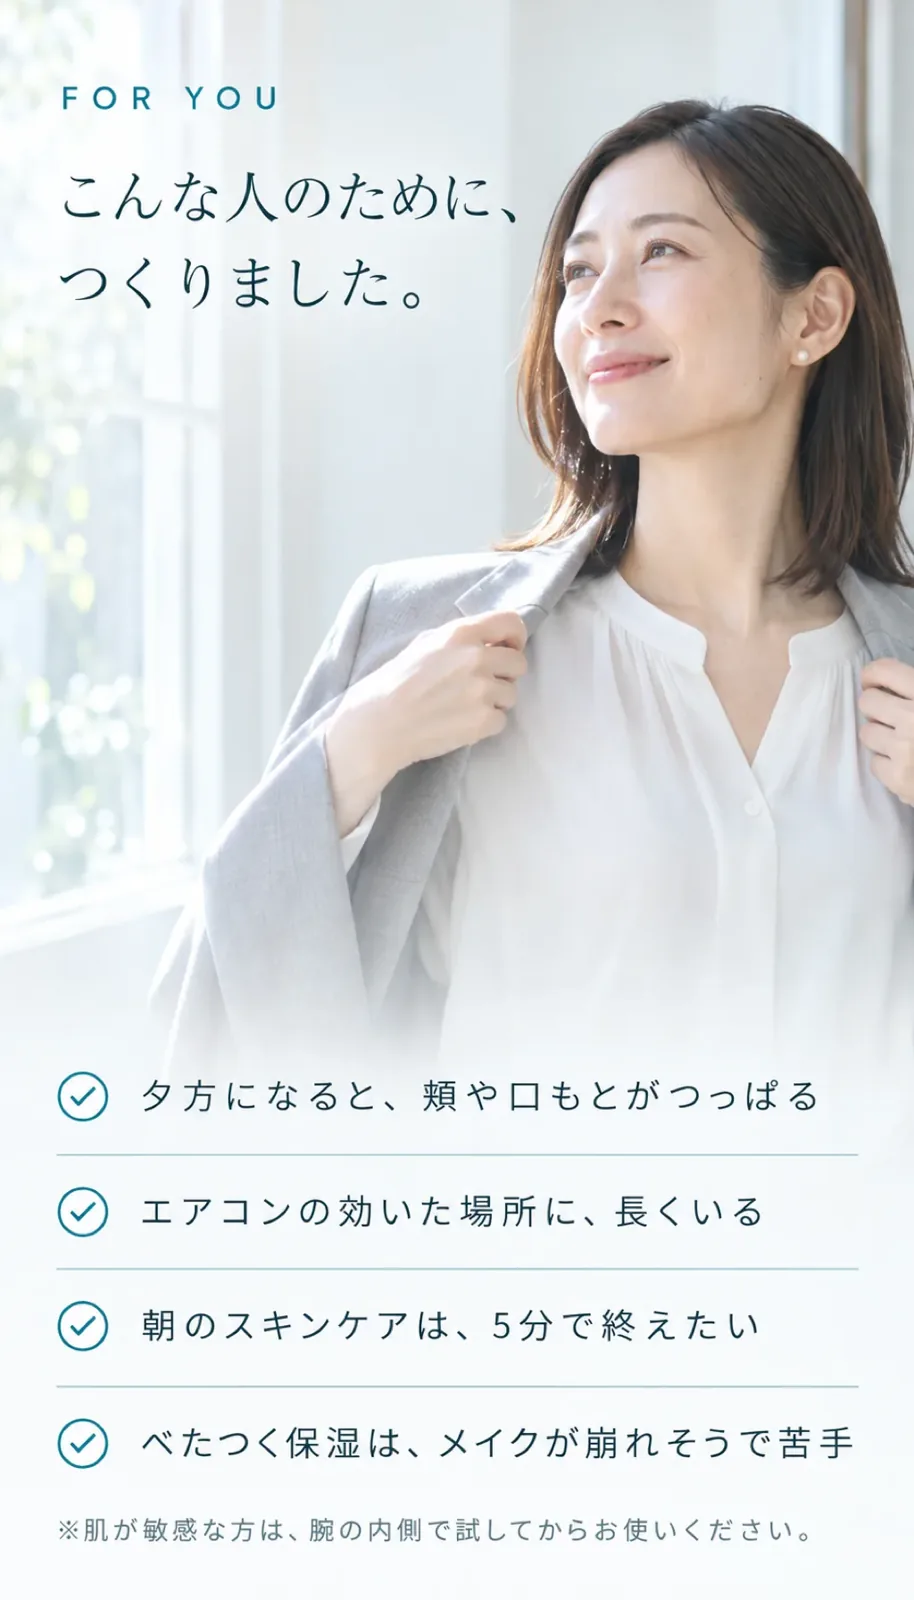 FOR YOU
こんな人のために、
つくりました。
夕方になると、頬や口もとがつっぱる
エアコンの効いた場所に、長くいる
朝のスキンケアは、5分で終えたい
べたつく保湿は、メイクが崩れそうで苦手
※肌が敏感な方は、腕の内側で試してからお使いください。